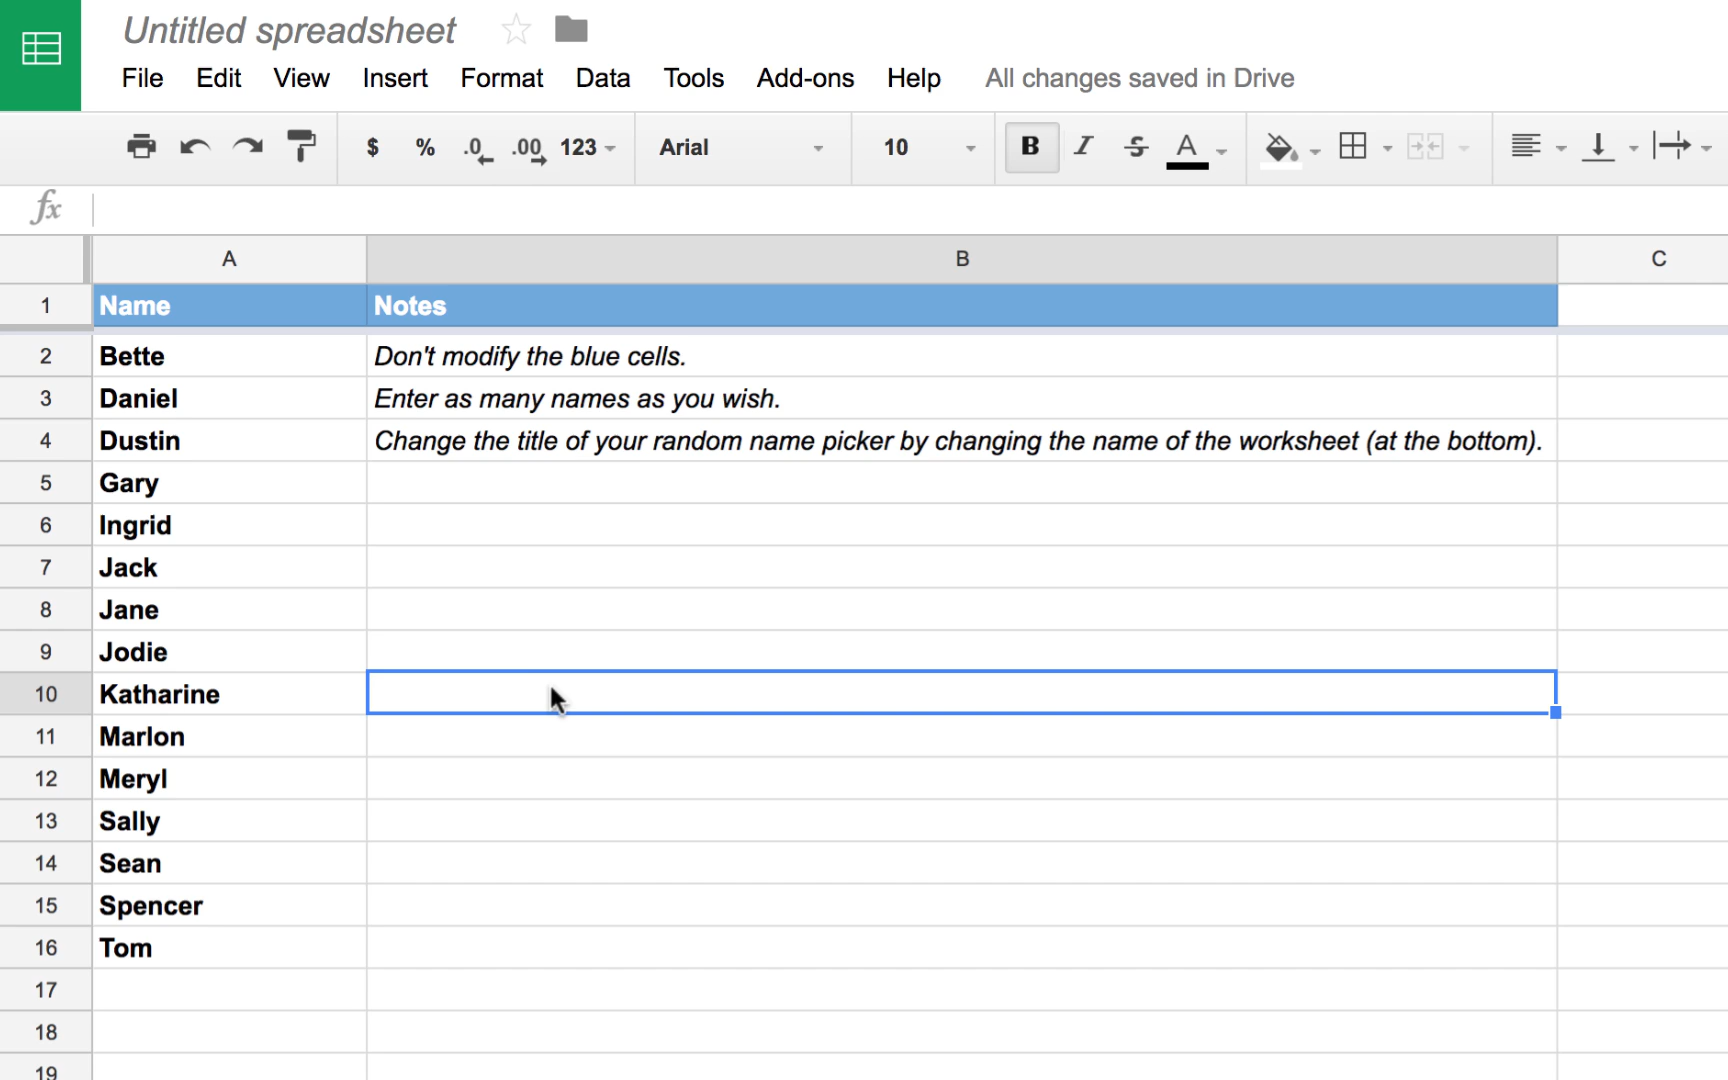 Untitled spreadsheet
File Edit View Insert Format Data Tools Add-ons Help All changes saved in Drive
$ % .0 .00 123 Arial 10 B I S A
fx
A B C
1 Name Notes
2 Bette Don't modify the blue cells.
3 Daniel Enter as many names as you wish.
4 Dustin Change the title of your random name picker by changing the name of the worksheet (at the bottom).
5 Gary
6 Ingrid
7 Jack
8 Jane
9 Jodie
10 Katharine
11 Marlon
12 Meryl
13 Sally
14 Sean
15 Spencer
16 Tom
17
18
19